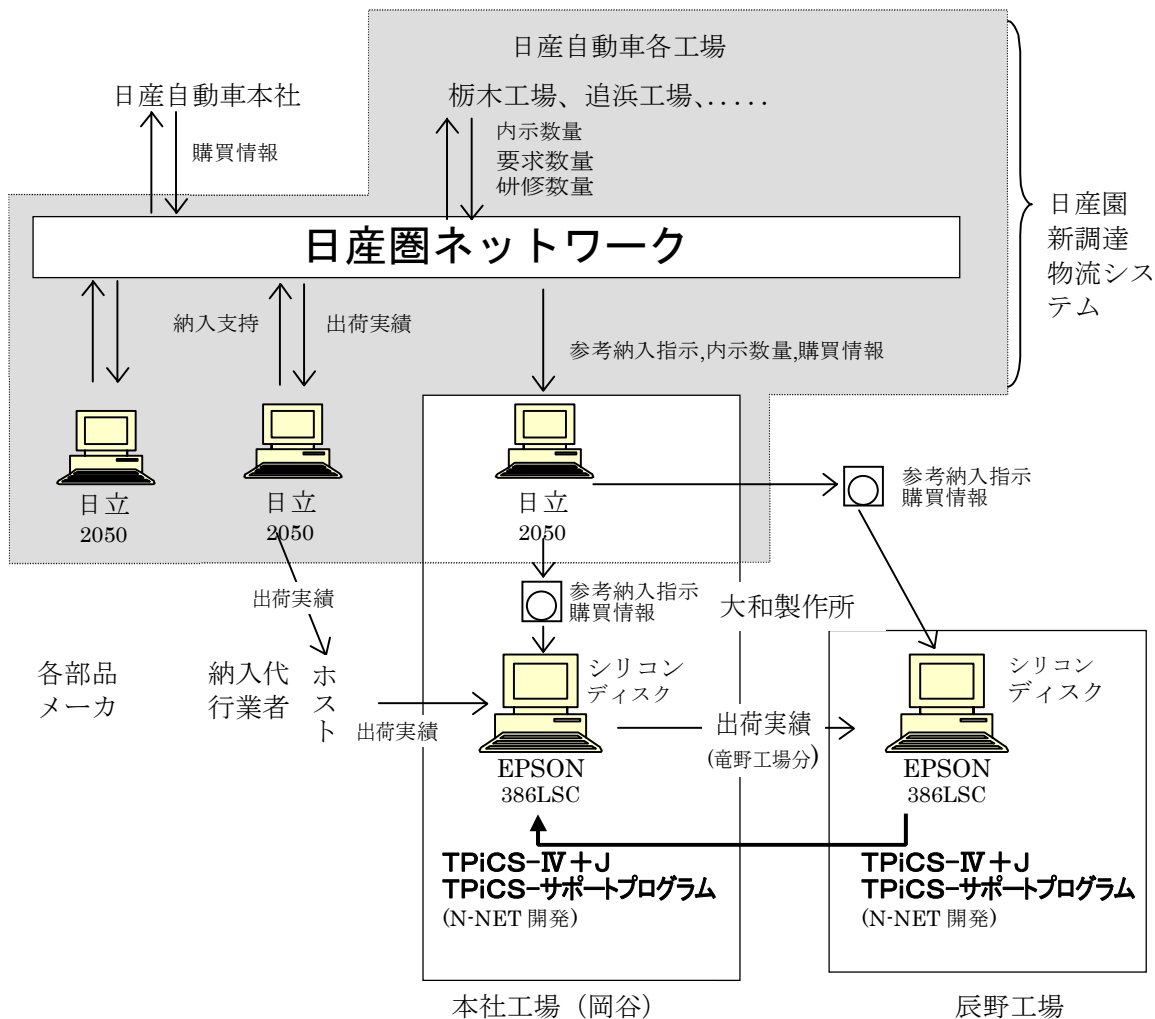 日産自動車各工場
日産自動車本社
栃木工場、追浜工場、.....
購買情報
内示数量
要求数量
研修数量
日産圏ネットワーク
日産園
新調達
物流シス
テム
納入支持
出荷実績
参考納入指示,内示数量,購買情報
日立
2050
日立
2050
日立
2050
参考納入指示
購買情報
出荷実績
参考納入指示
購買情報
大和製作所
各部品
メーカ
納入代
行業者
ホスト
出荷実績
シリコン
ディスク
出荷実績
(竜野工場分)
シリコン
ディスク
EPSON
386LSC
EPSON
386LSC
TPiCS-Ⅳ+J
TPiCS-サポートプログラム
(N-NET 開発)
TPiCS-Ⅳ+J
TPiCS-サポートプログラム
(N-NET 開発)
本社工場（岡谷）
辰野工場